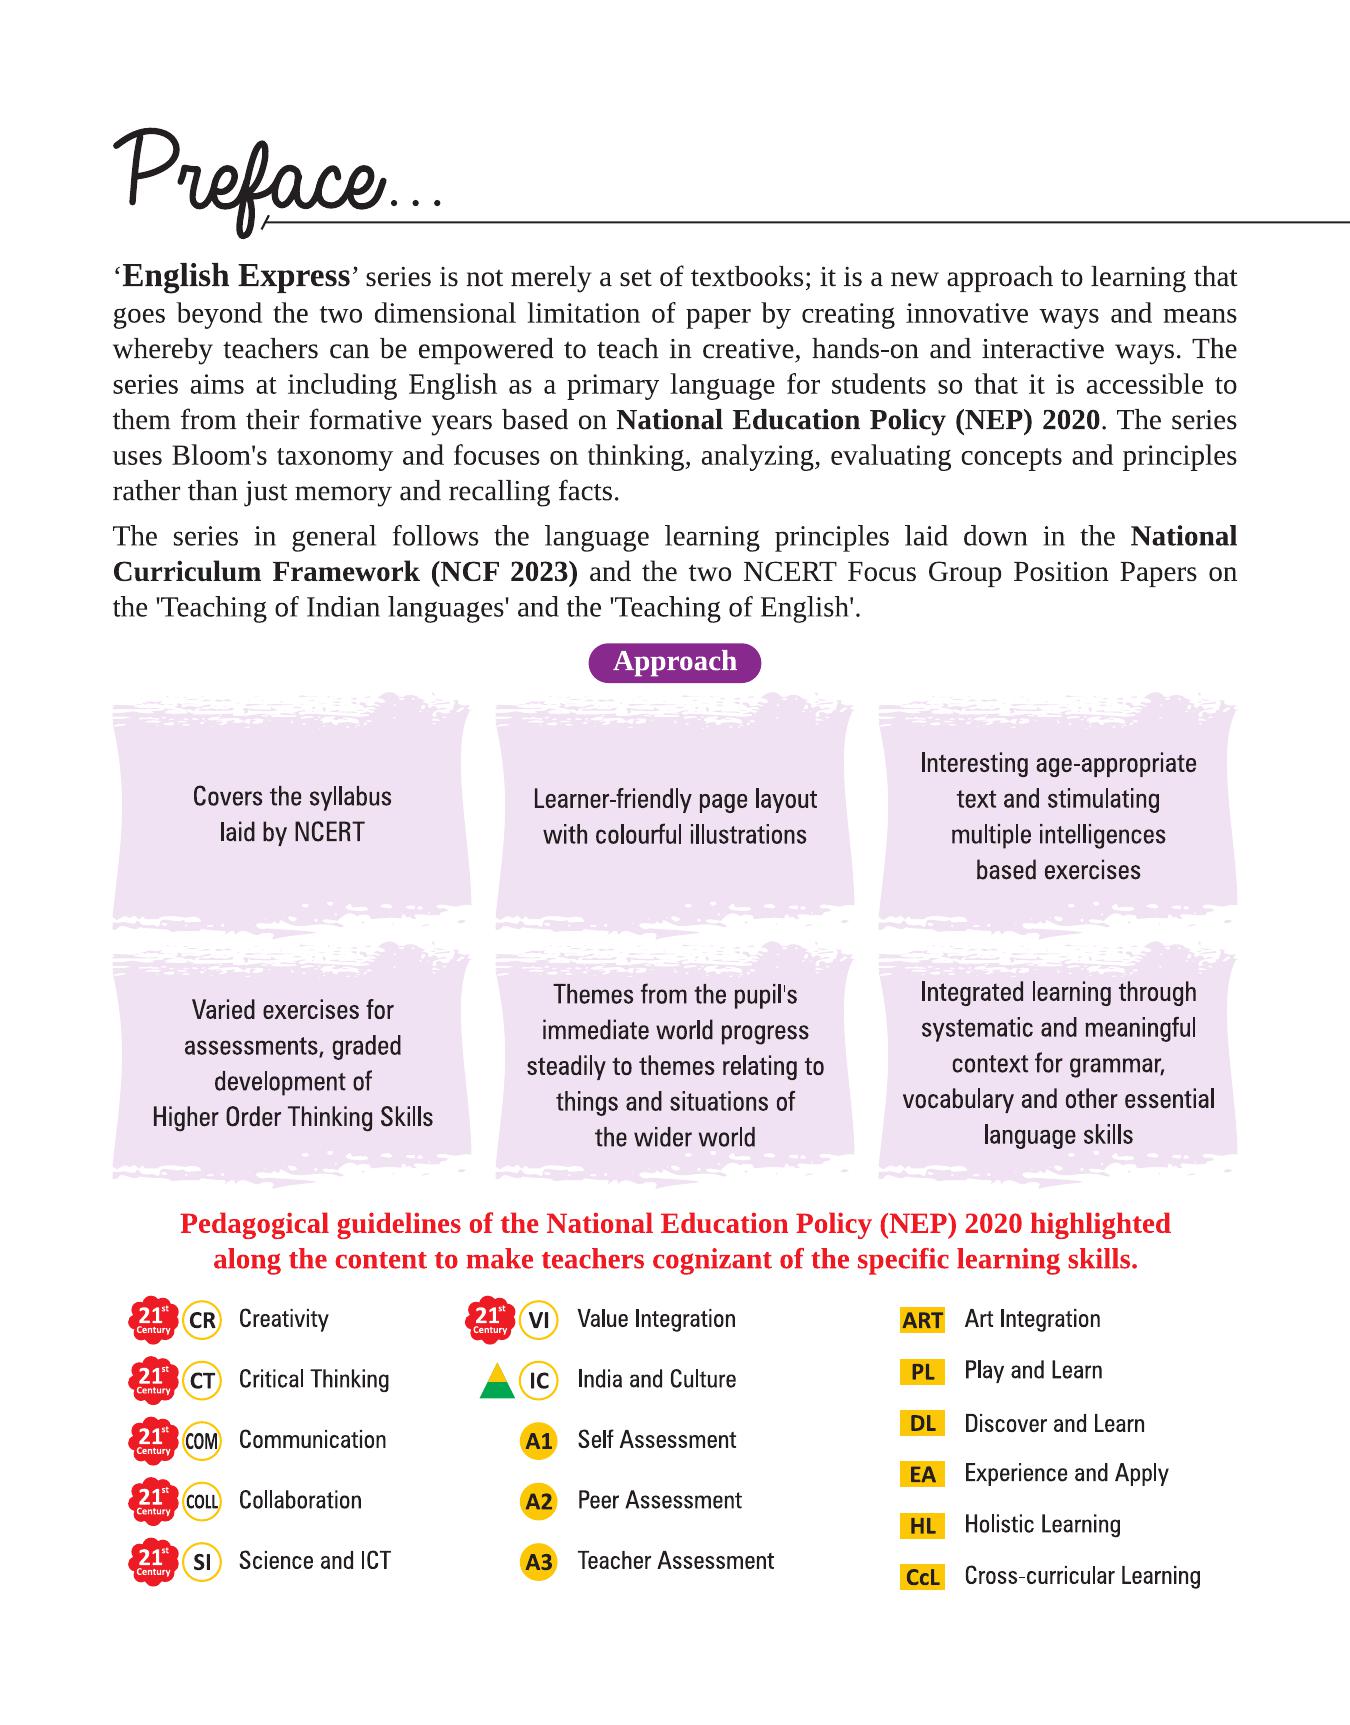 Preface...
‘English Express’ series is not merely a set of textbooks; it is a new approach to learning that
goes beyond the two dimensional limitation of paper by creating innovative ways and means
whereby teachers can be empowered to teach in creative, hands-on and interactive ways. The
series aims at including English as a primary language for students so that it is accessible to
them from their formative years based on National Education Policy (NEP) 2020. The series
uses Bloom's taxonomy and focuses on thinking, analyzing, evaluating concepts and principles
rather than just memory and recalling facts.
The series in general follows the language learning principles laid down in the National
Curriculum Framework (NCF 2023) and the two NCERT Focus Group Position Papers on
the 'Teaching of Indian languages' and the 'Teaching of English'.
Approach
Covers the syllabus
laid by NCERT
Learner-friendly page layout
with colourful illustrations
Interesting age-appropriate
text and stimulating
multiple intelligences
based exercises
Varied exercises for
assessments, graded
development of
Higher Order Thinking Skills
Themes from the pupil's
immediate world progress
steadily to themes relating to
things and situations of
the wider world
Integrated learning through
systematic and meaningful
context for grammar,
vocabulary and other essential
language skills
Pedagogical guidelines of the National Education Policy (NEP) 2020 highlighted
along the content to make teachers cognizant of the specific learning skills.
21st Century CR Creativity
21st Century CT Critical Thinking
21st Century COM Communication
21st Century COLL Collaboration
21st Century SI Science and ICT
21st Century VI Value Integration
IC India and Culture
A1 Self Assessment
A2 Peer Assessment
A3 Teacher Assessment
ART Art Integration
PL Play and Learn
DL Discover and Learn
EA Experience and Apply
HL Holistic Learning
CcL Cross-curricular Learning